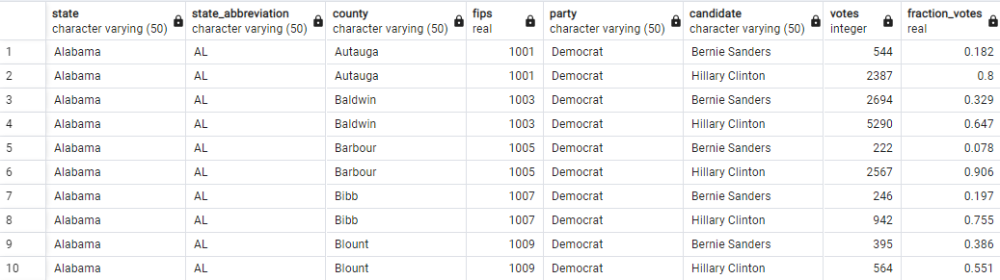 state state_abbreviation county fips party candidate votes fraction_votes
character varying (50) character varying (50) character varying (50) real character varying (50) character varying (50) integer real
1 Alabama AL Autauga 1001 Democrat Bernie Sanders 544 0.182
2 Alabama AL Autauga 1001 Democrat Hillary Clinton 2387 0.8
3 Alabama AL Baldwin 1003 Democrat Bernie Sanders 2694 0.329
4 Alabama AL Baldwin 1003 Democrat Hillary Clinton 5290 0.647
5 Alabama AL Barbour 1005 Democrat Bernie Sanders 222 0.078
6 Alabama AL Barbour 1005 Democrat Hillary Clinton 2567 0.906
7 Alabama AL Bibb 1007 Democrat Bernie Sanders 246 0.197
8 Alabama AL Bibb 1007 Democrat Hillary Clinton 942 0.755
9 Alabama AL Blount 1009 Democrat Bernie Sanders 395 0.386
10 Alabama AL Blount 1009 Democrat Hillary Clinton 564 0.551